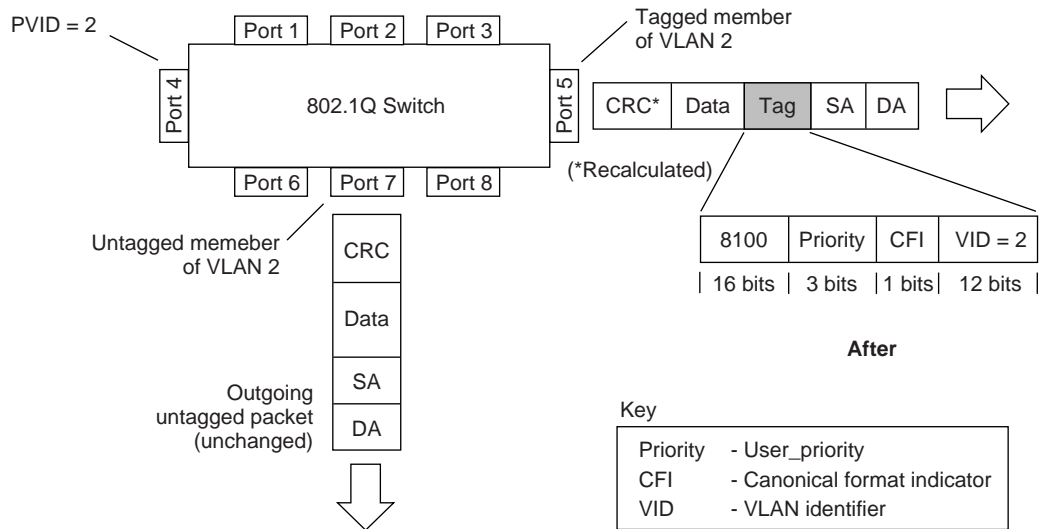 PVID = 2
Port 1
Port 2
Port 3
Tagged member
of VLAN 2
Port 4
802.1Q Switch
Port 5
CRC*
Data
Tag
SA
DA
(*Recalculated)
Port 6
Port 7
Port 8
Untagged memeber
of VLAN 2
CRC
Data
SA
DA
8100
Priority
CFI
VID = 2
16 bits
3 bits
1 bits
12 bits
After
Outgoing
untagged packet
(unchanged)
Key
Priority - User_priority
CFI - Canonical format indicator
VID - VLAN identifier